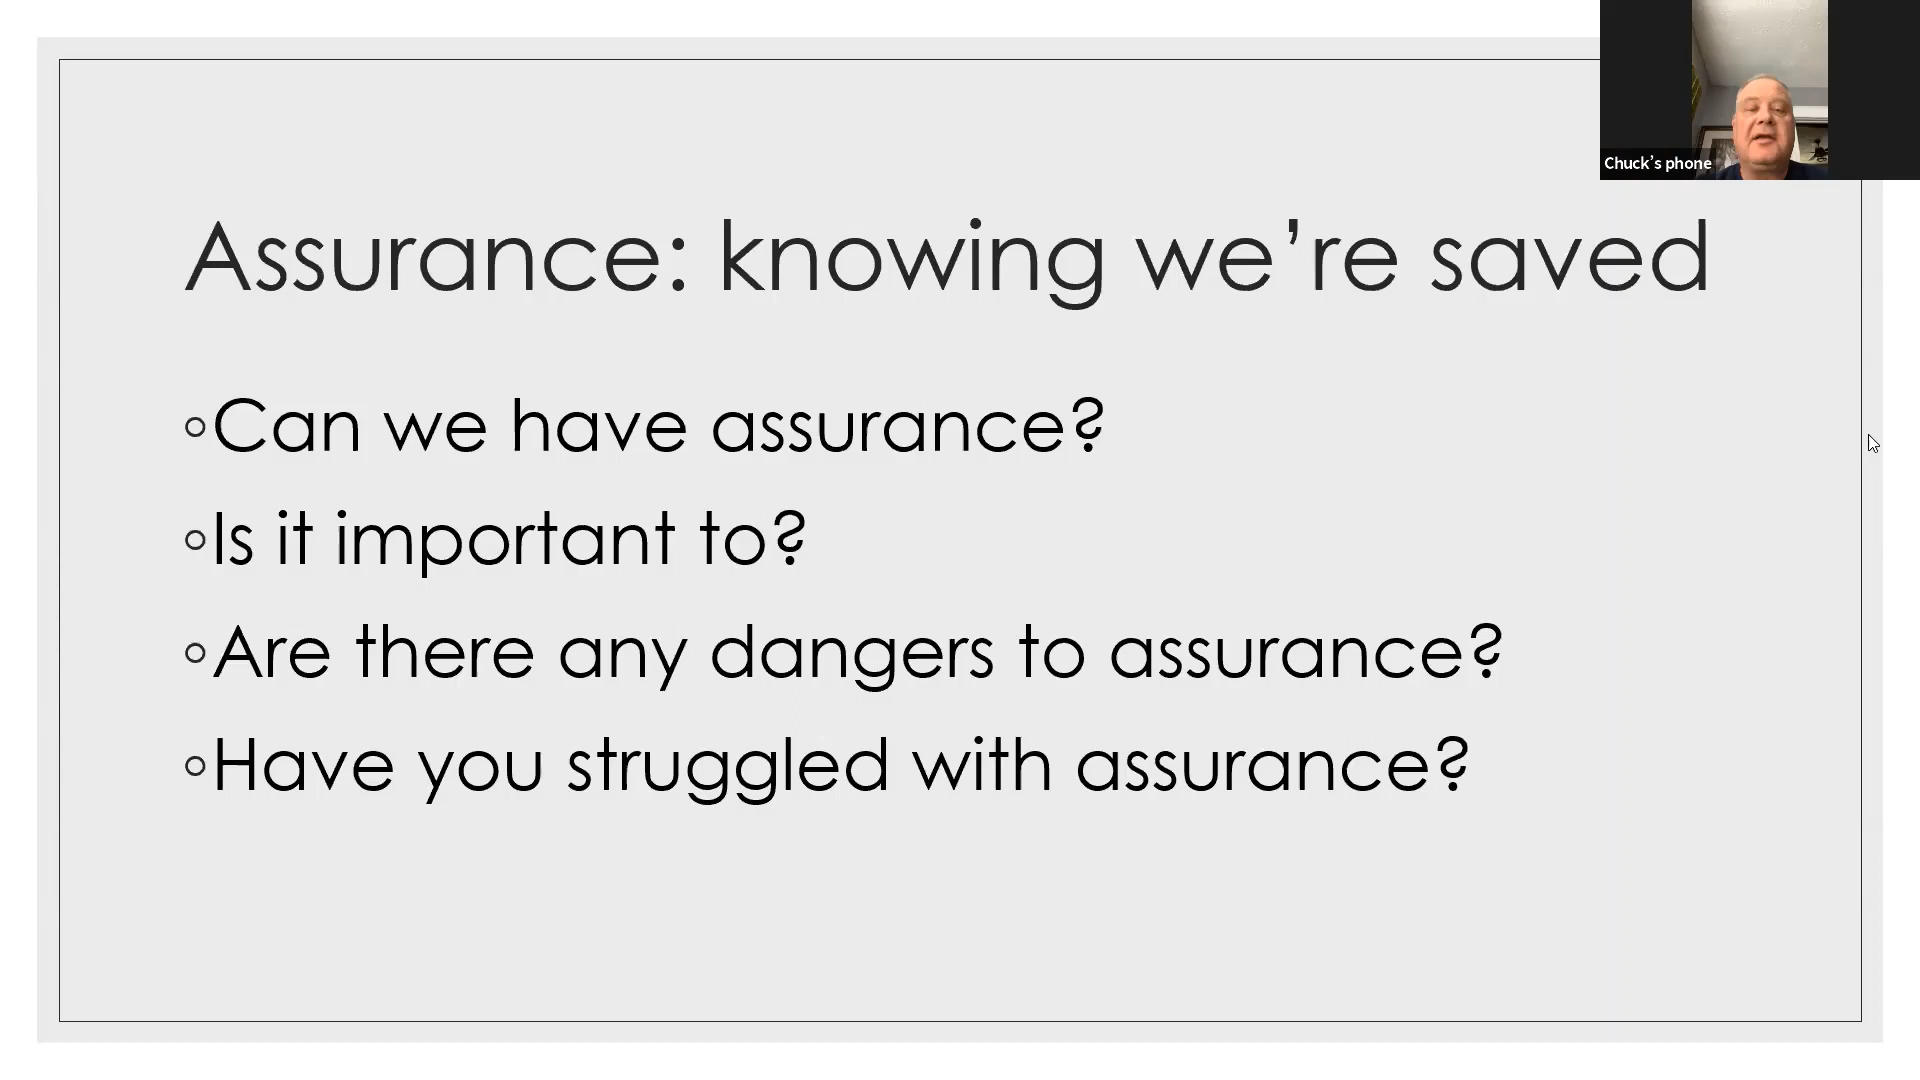 Chuck’s phone
Assurance: knowing we’re saved
◦Can we have assurance?
◦Is it important to?
◦Are there any dangers to assurance?
◦Have you struggled with assurance?